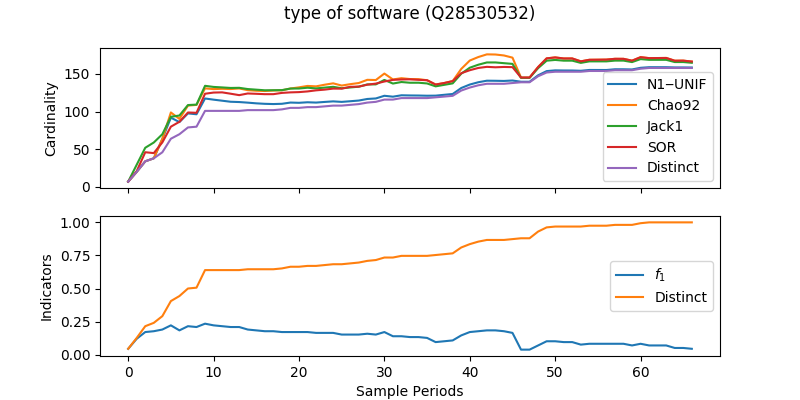 type of software (Q28530532)
Cardinality
150
100
50
0
N1−UNIF
Chao92
Jack1
SOR
Distinct
Indicators
1.00
0.75
0.50
0.25
0.00
f1
Distinct
0 10 20 30 40 50 60
Sample Periods